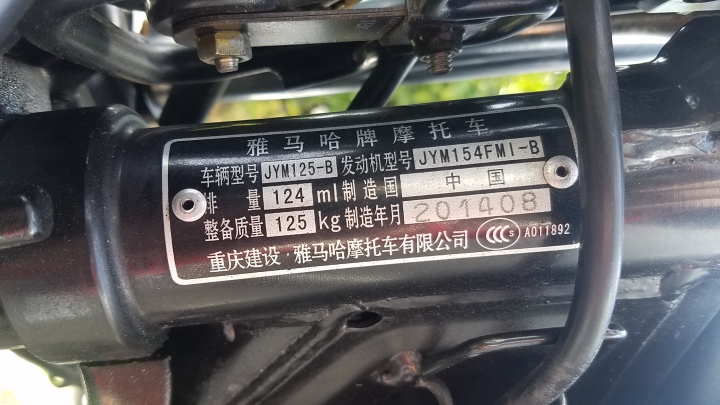 雅马哈牌摩托车
车辆型号 JYM125-B 发动机型号 JYM154FMI-B
排量 124 ml 制造国 中国
整备质量 125 kg 制造年月 201408
重庆建设·雅马哈摩托车有限公司 CCC S A011892